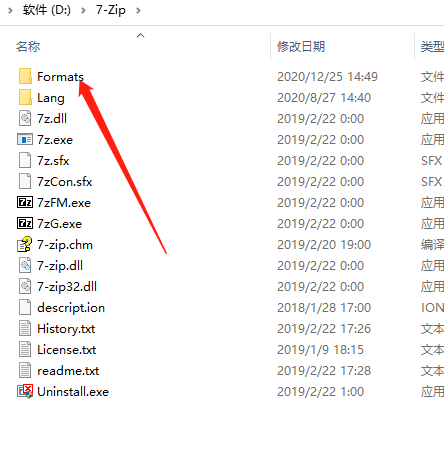 软件 (D:) 7-Zip
名称 修改日期 类型
Formats 2020/12/25 14:49 文件
Lang 2020/8/27 14:40 文件
7z.dll 2019/2/22 0:00 应用
7z.exe 2019/2/22 0:00 应用
7z.sfx 2019/2/22 0:00 SFX
7zCon.sfx 2019/2/22 0:00 SFX
7zFM.exe 2019/2/22 0:00 应用
7zG.exe 2019/2/22 0:00 应用
7-zip.chm 2019/2/20 19:00 编译
7-zip.dll 2019/2/22 0:00 应用
7-zip32.dll 2019/2/22 0:00 应用
descript.ion 2018/1/28 17:00 ION
History.txt 2019/2/22 17:26 文本
License.txt 2019/1/9 18:15 文本
readme.txt 2019/2/22 17:28 文本
Uninstall.exe 2019/2/22 1:00 应用